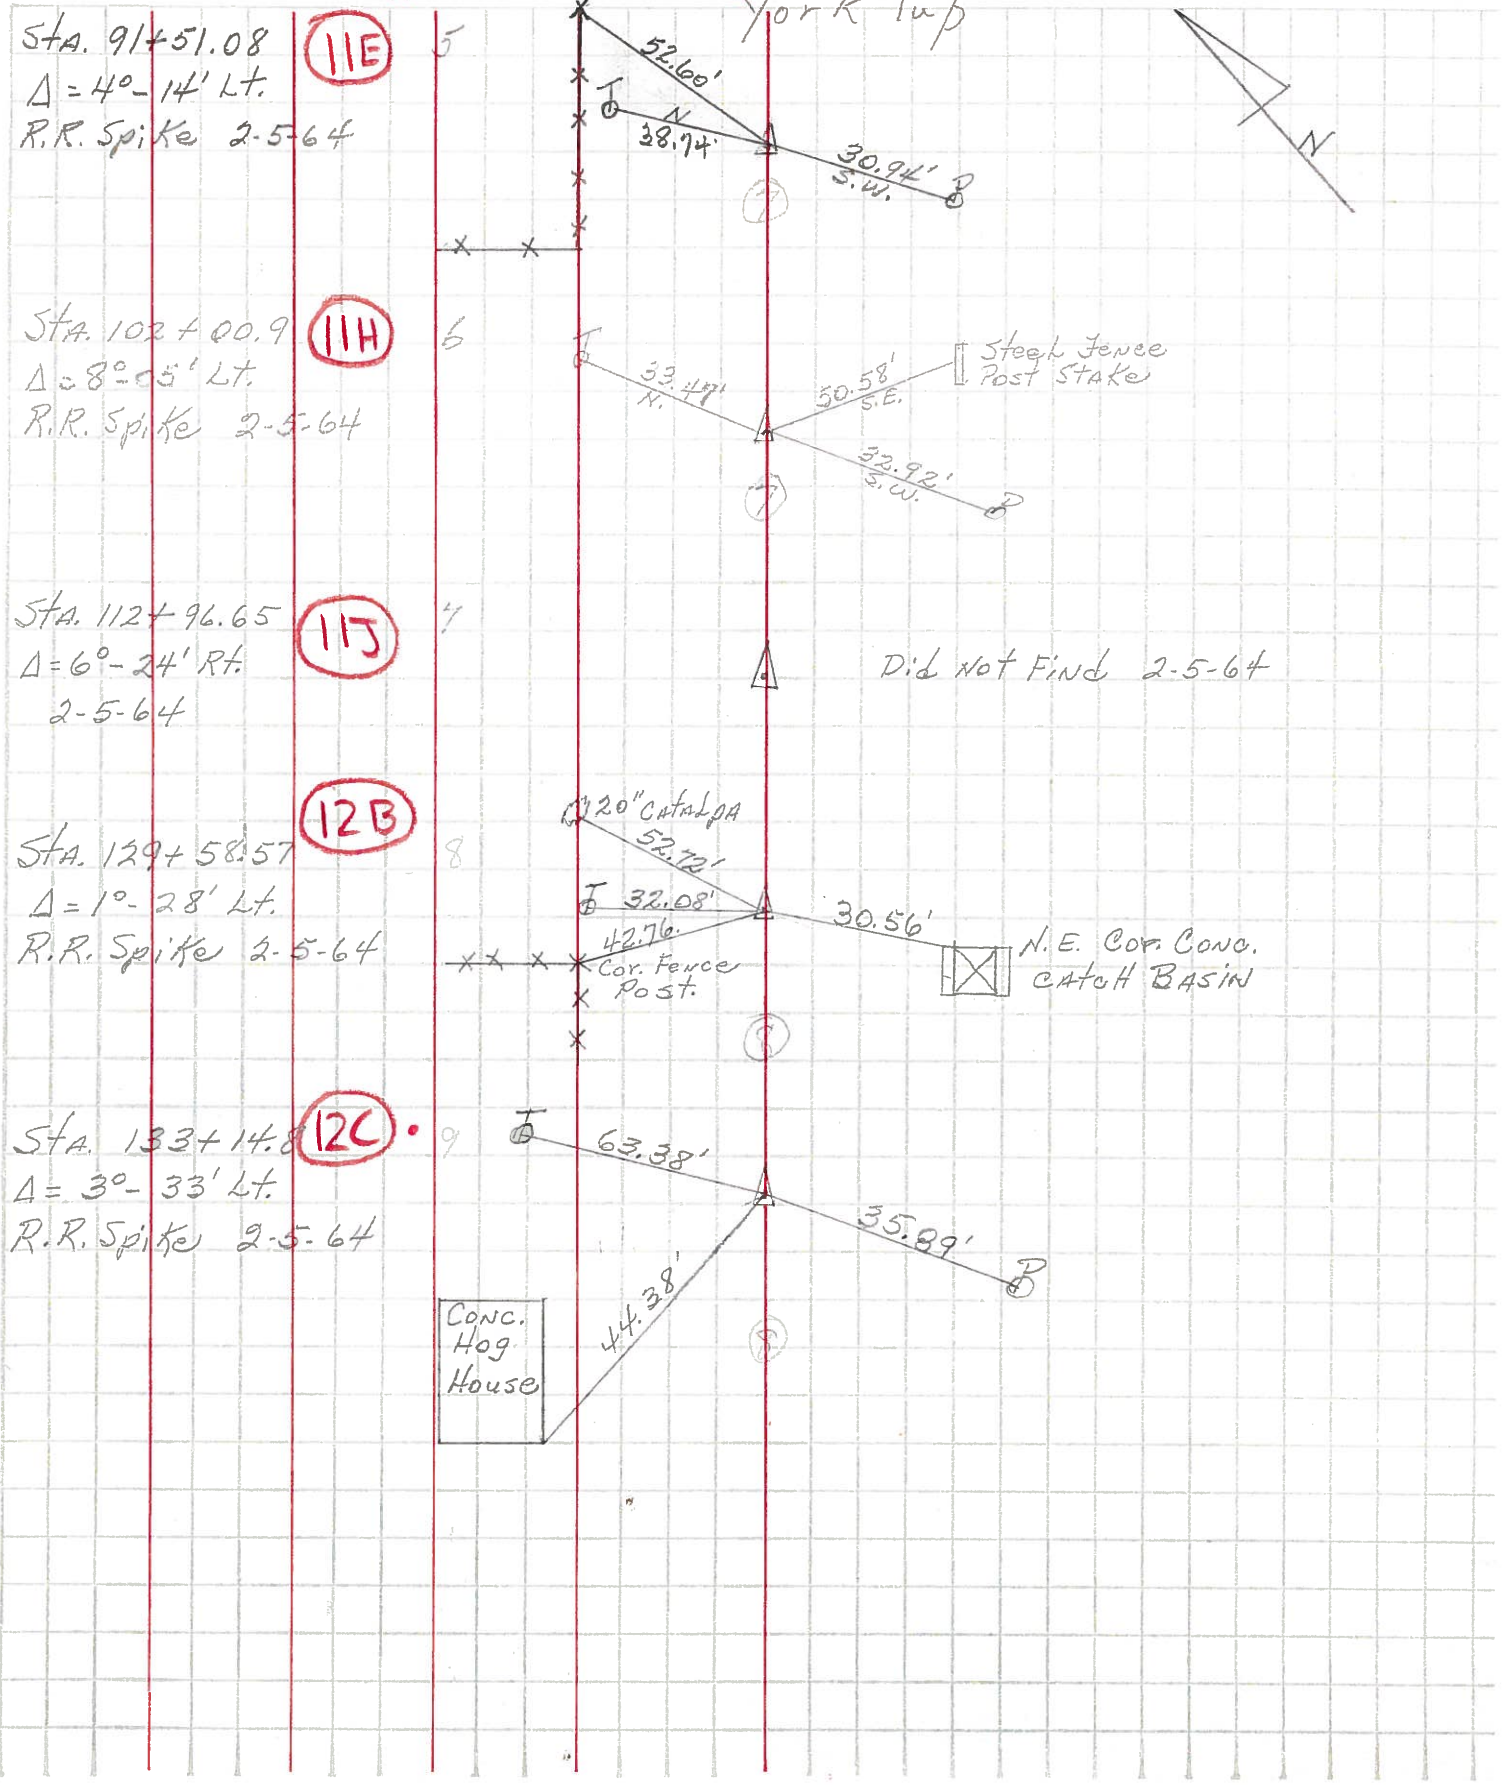 York Twp
StA. 91+51.08
11E
5
Δ = 4°- 14' Lt.
R.R. Spike 2-5-64
52.60'
T
N
38.74'
30.94'
S.W.
P
7
N
StA. 102 + 00.9
11H
6
Δ = 8°-05' Lt.
R.R. Spike 2-5-64
T
33.47'
N.
50.58'
S.E.
Steel Fence
Post Stake
32.92'
S.W.
P
7
StA. 112+ 96.65
11J
7
Δ = 6°- 24' Rt.
2-5-64
Did Not Find 2-5-64
12B
StA. 129+ 58.57
8
Δ = 1°- 28' Lt.
R.R. Spike 2-5-64
20" CATALPA
52.72'
T
32.08'
42.76.
Cor. Fence
Post.
30.56'
N.E. Cor. Conc.
CATCH BASIN
8
StA. 133+ 14.8
12C
9
Δ = 3°- 33' Lt.
R.R. Spike 2-5-64
T
63.38'
35.89'
P
44.38'
Conc.
Hog
House
8